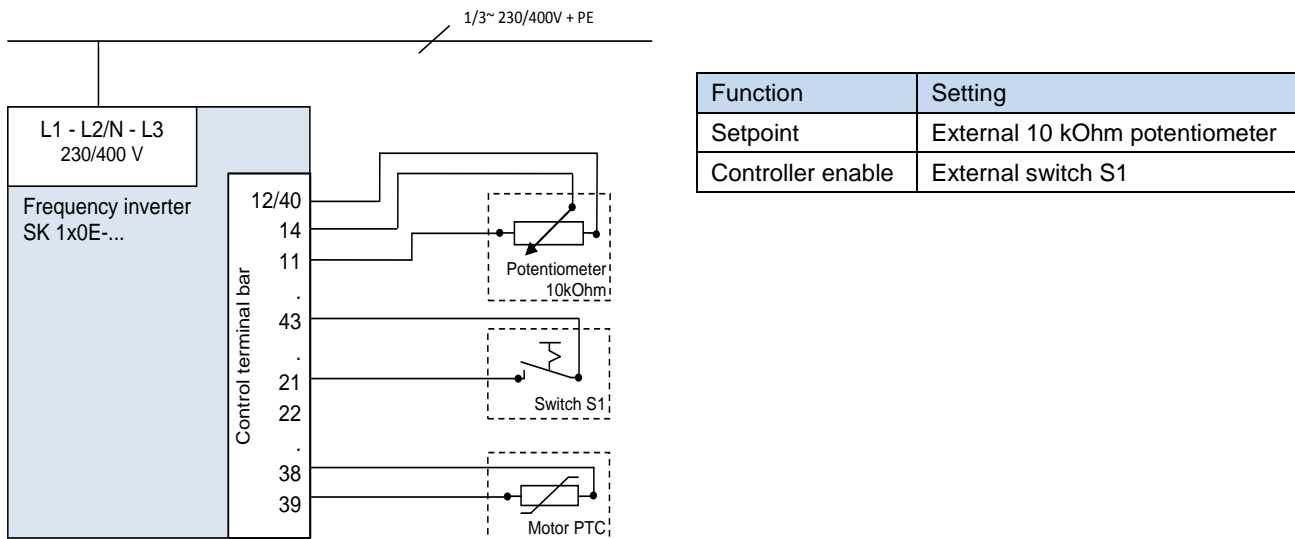 1/3~ 230/400V + PE
L1 - L2/N - L3
230/400 V
Frequency inverter
SK 1x0E-...
Control terminal bar
12/40
14
11
.
43
.
21
22
.
38
39
Potentiometer
10kOhm
Switch S1
Motor PTC
Function Setting
Setpoint External 10 kOhm potentiometer
Controller enable External switch S1